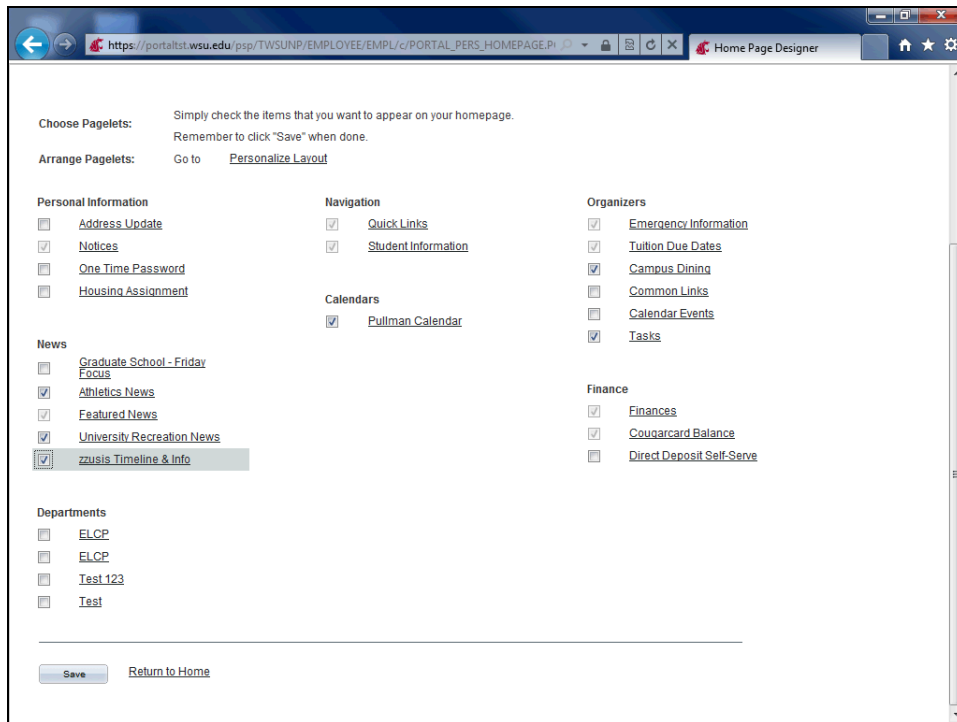 https://portaltst.wsu.edu/psp/TWSUNP/EMPLOYEE/EMPL/c/PORTAL_PERS_HOMEPAGE.P
Home Page Designer
Choose Pagelets:
Simply check the items that you want to appear on your homepage.
Remember to click "Save" when done.
Arrange Pagelets:
Go to Personalize Layout
Personal Information
Address Update
Notices
One Time Password
Housing Assignment
News
Graduate School - Friday
Focus
Athletics News
Featured News
University Recreation News
zzusis Timeline & Info
Departments
ELCP
ELCP
Test 123
Test
Navigation
Quick Links
Student Information
Calendars
Pullman Calendar
Organizers
Emergency Information
Tuition Due Dates
Campus Dining
Common Links
Calendar Events
Tasks
Finance
Finances
Cougarcard Balance
Direct Deposit Self-Serve
Save
Return to Home